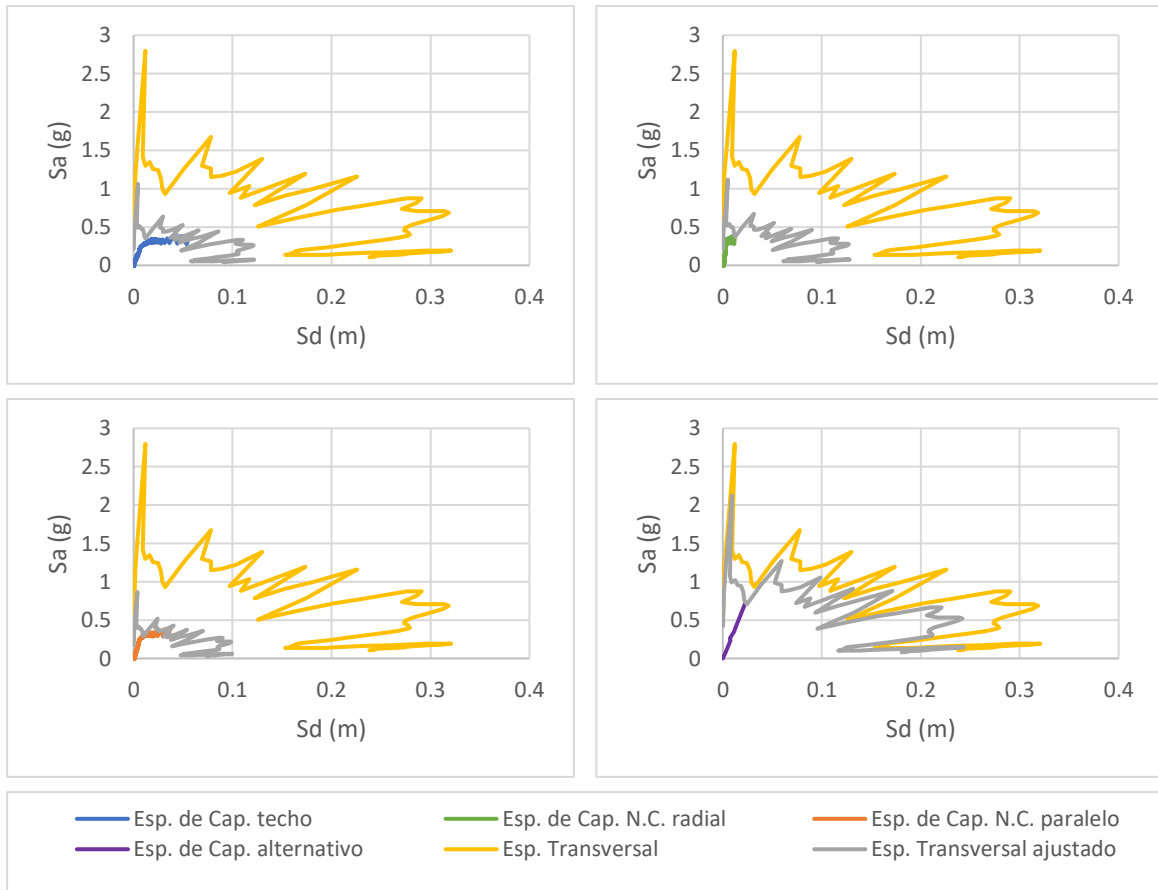 3
2.5
2
1.5
1
0.5
0
0 0.1 0.2 0.3 0.4
Sa (g)
Sd (m)
3
2.5
2
1.5
1
0.5
0
0 0.1 0.2 0.3 0.4
Sa (g)
Sd (m)
3
2.5
2
1.5
1
0.5
0
0 0.1 0.2 0.3 0.4
Sa (g)
Sd (m)
3
2.5
2
1.5
1
0.5
0
0 0.1 0.2 0.3 0.4
Sa (g)
Sd (m)
Esp. de Cap. techo Esp. de Cap. N.C. radial Esp. de Cap. N.C. paralelo
Esp. de Cap. alternativo Esp. Transversal Esp. Transversal ajustado